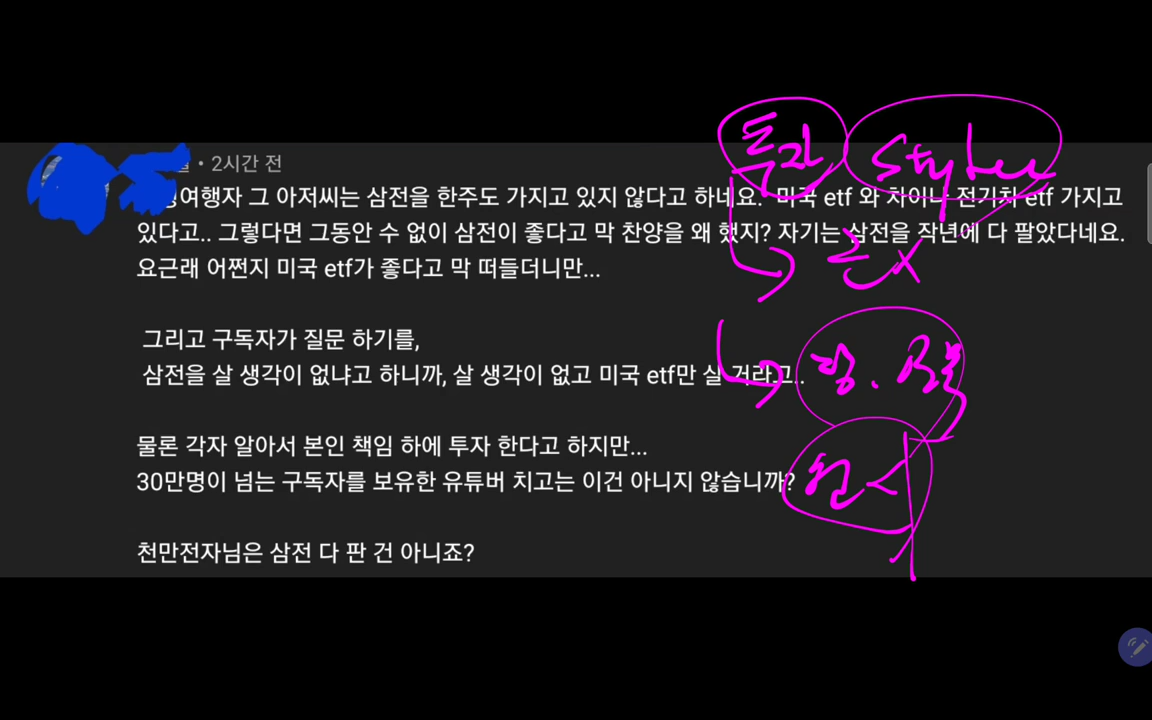 • 2시간 전
여행자 그 아저씨는 삼전을 한주도 가지고 있지 않다고 하네요. 미국 etf 와 차이나 전기차 etf 가지고
있다고.. 그렇다면 그동안 수 없이 삼전이 좋다고 막 찬양을 왜 했지? 자기는 삼전을 작년에 다 팔았다네요.
요근래 어쩐지 미국 etf가 좋다고 막 떠들더니만...
그리고 구독자가 질문 하기를,
삼전을 살 생각이 없냐고 하니까, 살 생각이 없고 미국 etf만 살 거라고..
물론 각자 알아서 본인 책임 하에 투자 한다고 하지만...
30만명이 넘는 구독자를 보유한 유튜버 치고는 이건 아니지 않습니까?
천만전자님은 삼전 다 판 건 아니죠?
투자